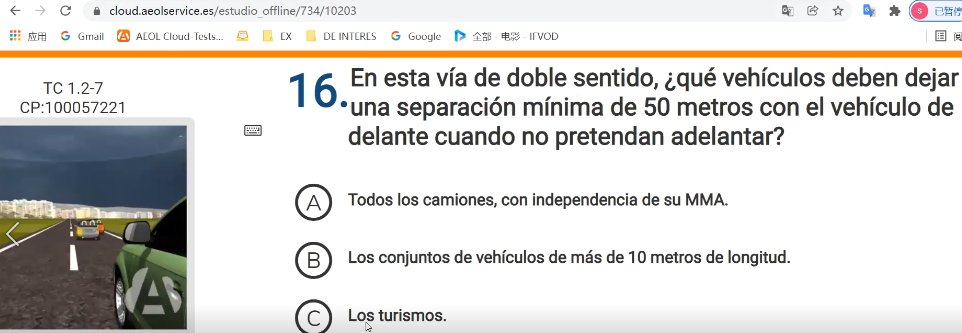 cloud.aeolservice.es/estudio_offline/734/10203
S
已暂停
应用
Gmail
AEOL Cloud-Tests...
EX
DE INTERES
Google
全部 - 电影 - IFVOD
TC 1.2-7
CP:100057221
16. En esta vía de doble sentido, ¿qué vehículos deben dejar
una separación mínima de 50 metros con el vehículo de
delante cuando no pretendan adelantar?
A Todos los camiones, con independencia de su MMA.
B Los conjuntos de vehículos de más de 10 metros de longitud.
C Los turismos.